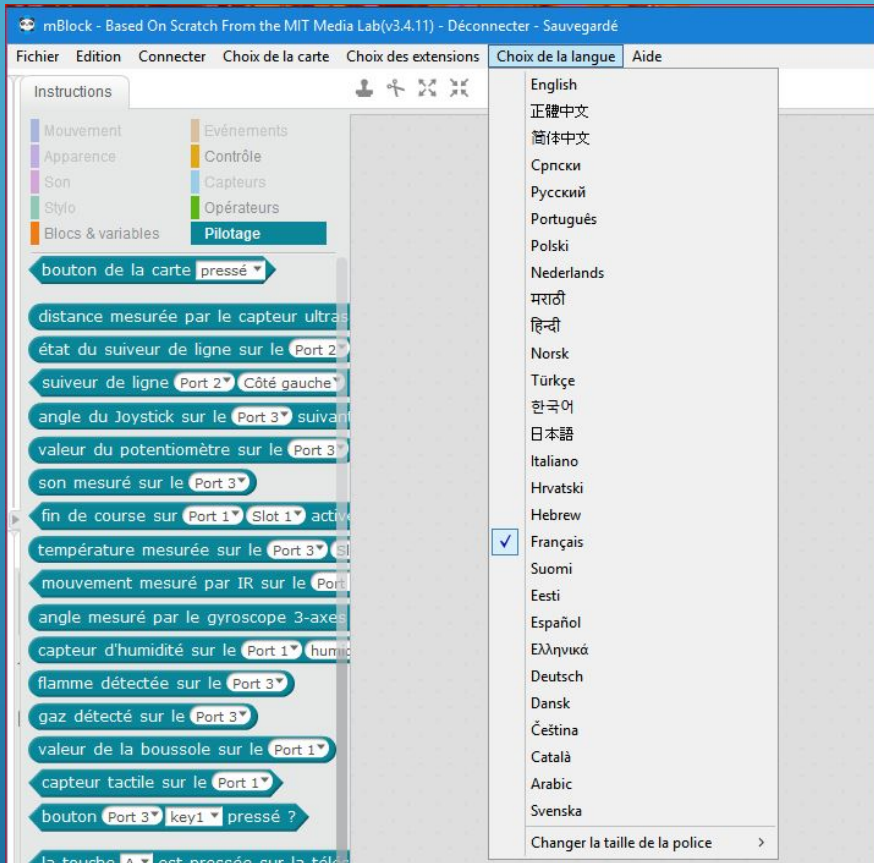 mBlock - Based On Scratch From the MIT Media Lab(v3.4.11) - Déconnecter - Sauvegardé
Fichier Edition Connecter Choix de la carte Choix des extensions Choix de la langue Aide
Instructions
Mouvement Evénements
Apparence Contrôle
Son Capteurs
Stylo Opérateurs
Blocs & variables Pilotage
bouton de la carte pressé
distance mesurée par le capteur
état du suiveur de ligne sur le Port 2
suiveur de ligne Port 2 Côté gauche
angle du Joystick sur le Port 3 suivant
valeur du potentiomètre sur le Port 3
son mesuré sur le Port 3
fin de course sur Port 1 Slot 1
température mesurée sur le Port 3
mouvement mesuré par IR sur le Port
angle mesuré par le gyroscope 3-axes
capteur d'humidité sur le Port 1
flamme détectée sur le Port 3
gaz détecté sur le Port 3
valeur de la boussole sur le Port 1
capteur tactile sur le Port 1
bouton Port 3 key1 pressé ?
la touche A est pressée sur la
English
正體中文
简体中文
Српски
Русский
Português
Polski
Nederlands
मराठी
हिन्दी
Norsk
Türkçe
한국어
日本語
Italiano
Hrvatski
Hebrew
Français
Suomi
Eesti
Español
Ελληνικά
Deutsch
Dansk
Čeština
Català
Arabic
Svenska
Changer la taille de la police